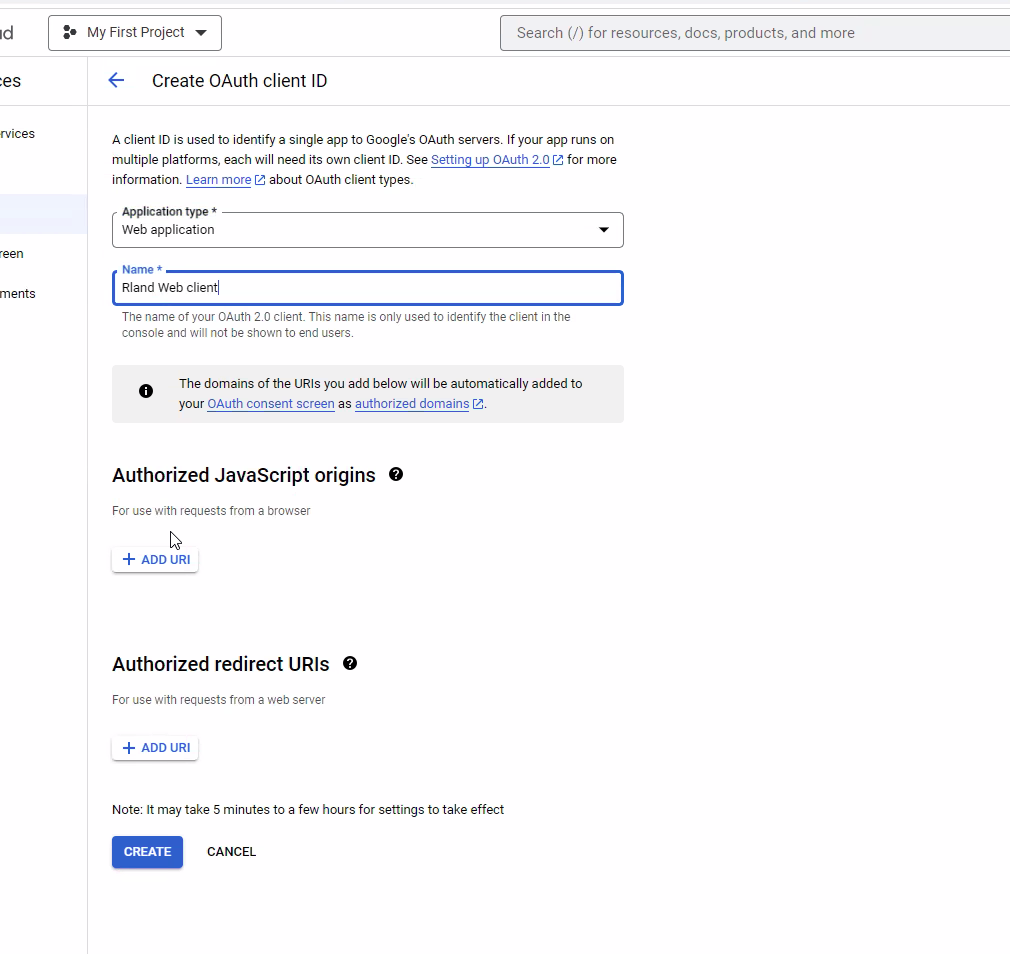 My First Project
Search (/) for resources, docs, products, and more
Create OAuth client ID
A client ID is used to identify a single app to Google's OAuth servers. If your app runs on
multiple platforms, each will need its own client ID. See Setting up OAuth 2.0 for more
information. Learn more about OAuth client types.
Application type *
Web application
Name *
Rland Web client
The name of your OAuth 2.0 client. This name is only used to identify the client in the
console and will not be shown to end users.
The domains of the URIs you add below will be automatically added to
your OAuth consent screen as authorized domains.
Authorized JavaScript origins
For use with requests from a browser
+ ADD URI
Authorized redirect URIs
For use with requests from a web server
+ ADD URI
Note: It may take 5 minutes to a few hours for settings to take effect
CREATE CANCEL